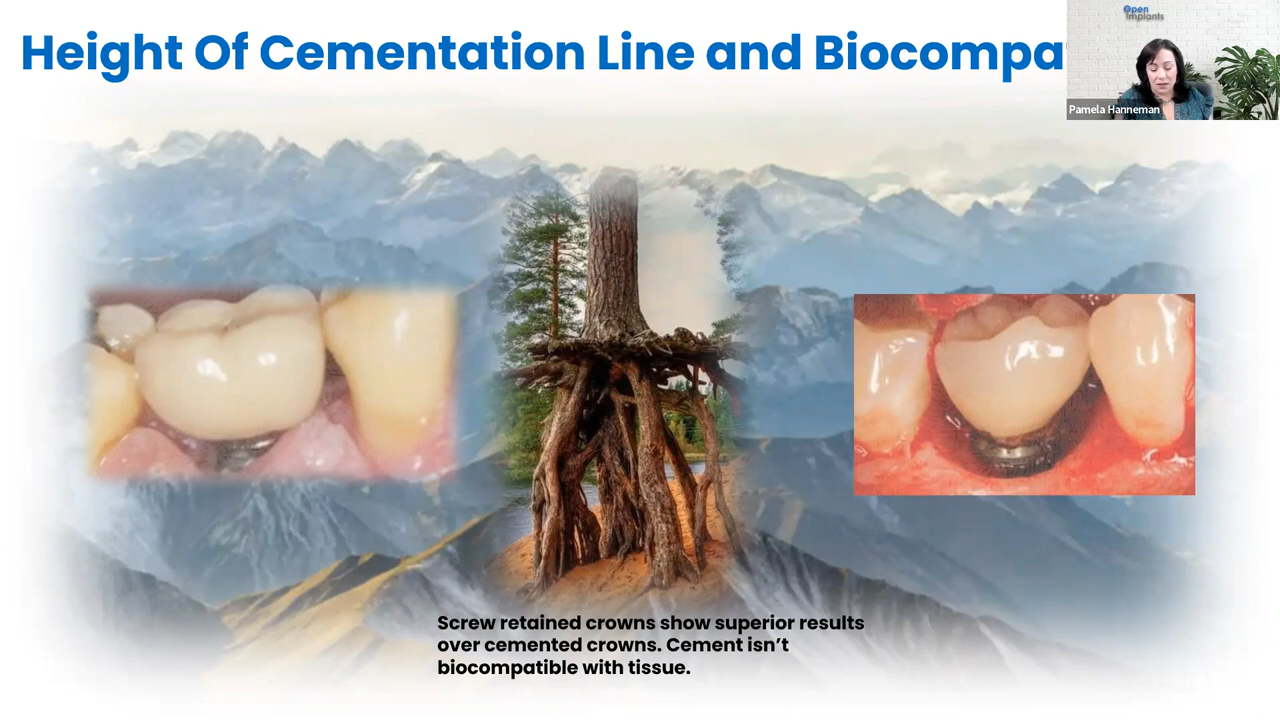 Height Of Cementation Line and Biocompa
Open
Implants
Pamela Hanneman
Screw retained crowns show superior results
over cemented crowns. Cement isn’t
biocompatible with tissue.